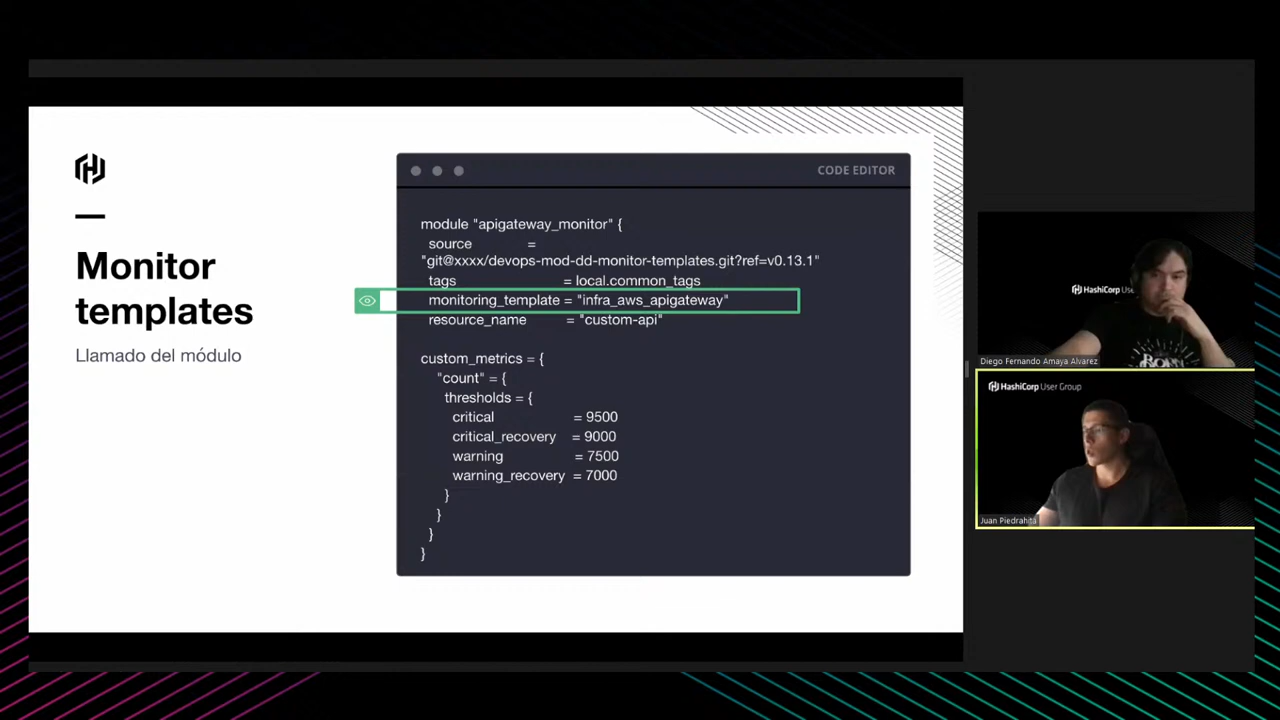 Monitor
templates
Llamado del módulo
CODE EDITOR
module "apigateway_monitor" {
source =
"git@xxxx/devops-mod-dd-monitor-templates.git?ref=v0.13.1"
tags = local.common_tags
monitoring_template = "infra_aws_apigateway"
resource_name = "custom-api"
custom_metrics = {
"count" = {
thresholds = {
critical = 9500
critical_recovery = 9000
warning = 7500
warning_recovery = 7000
}
}
}
}
HashiCorp Use
Diego Fernando Amaya Alvarez
HashiCorp User Group
Juan Piedrahita